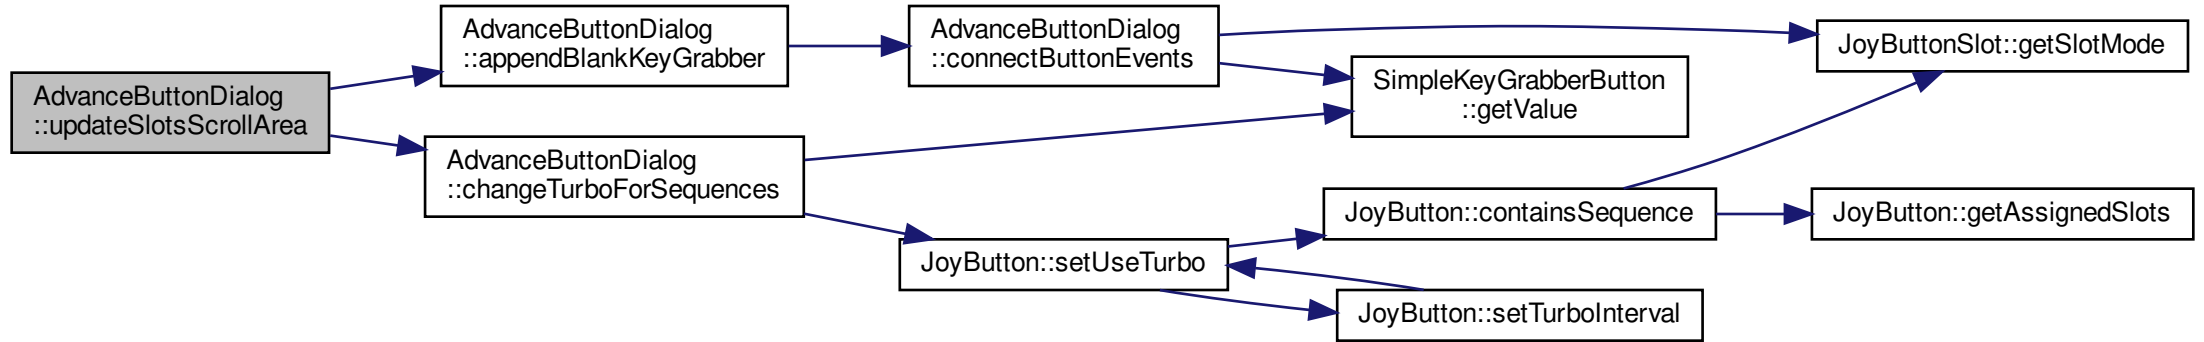 AdvanceButtonDialog
::updateSlotsScrollArea
AdvanceButtonDialog
::appendBlankKeyGrabber
AdvanceButtonDialog
::changeTurboForSequences
AdvanceButtonDialog
::connectButtonEvents
JoyButton::setUseTurbo
SimpleKeyGrabberButton
::getValue
JoyButton::containsSequence
JoyButton::setTurboInterval
JoyButtonSlot::getSlotMode
JoyButton::getAssignedSlots